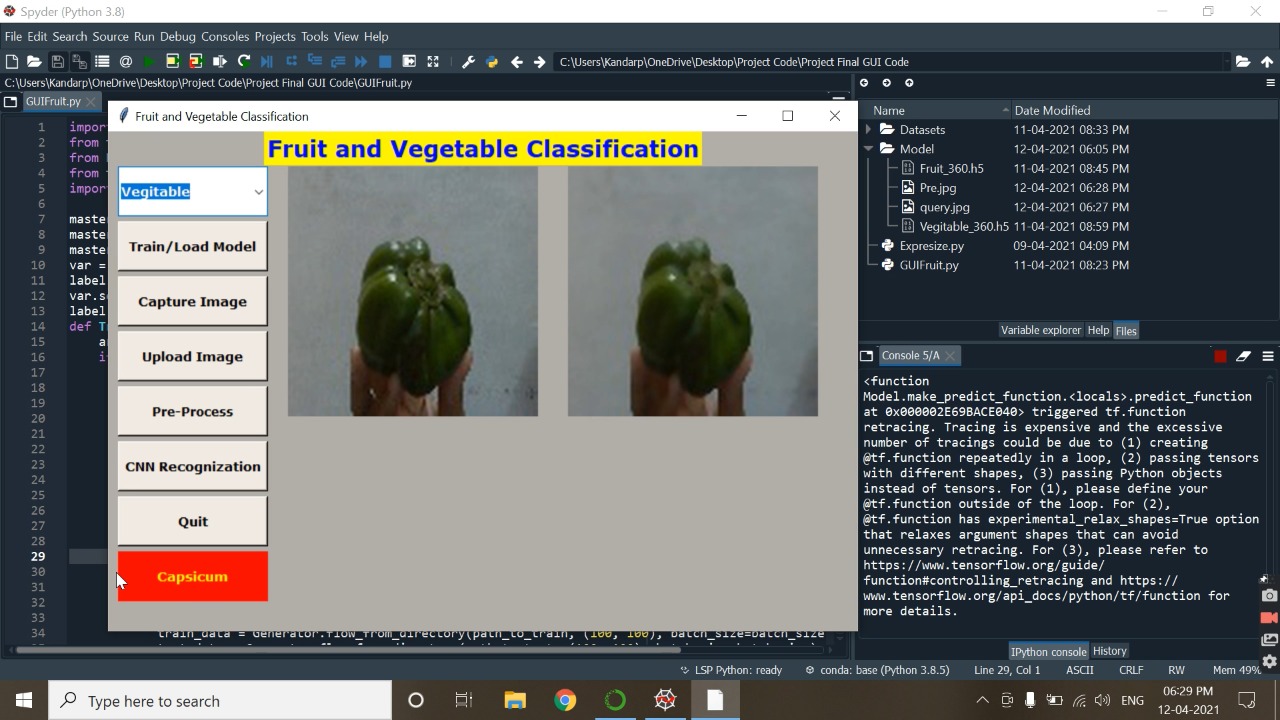 Spyder (Python 3.8)
File Edit Search Source Run Debug Consoles Projects Tools View Help
C:\Users\Kandarp\OneDrive\Desktop\Project Code\Project Final GUI Code
C:\Users\Kandarp\OneDrive\Desktop\Project Code\Project Final GUI Code\GUIFruit.py
GUIFruit.py
1 impor
2 from
3 from
4 from
5 impor
6
7 maste
8 maste
9 maste
10 var =
11 label
12 var.s
13 label
14 def T
15
16
17
18
19
20
21
22
23
24
25
26
27
28
29
30
31
32
33
34 train_data = Generator.flow_from_directory(path_to_train, (100, 100), batch_size=batch_size
Fruit and Vegetable Classification
Fruit and Vegetable Classification
Vegitable
Train/Load Model
Capture Image
Upload Image
Pre-Process
CNN Recognization
Quit
Capsicum
Name Date Modified
Datasets 11-04-2021 08:33 PM
Model 12-04-2021 06:05 PM
Fruit_360.h5 11-04-2021 08:45 PM
Pre.jpg 12-04-2021 06:28 PM
query.jpg 12-04-2021 06:27 PM
Vegitable_360.h5 11-04-2021 08:59 PM
Expresize.py 09-04-2021 04:09 PM
GUIFruit.py 11-04-2021 08:23 PM
Variable explorer Help Files
Console 5/A
<function
Model.make_predict_function.<locals>.predict_function
at 0x000002E69BACE040> triggered tf.function
retracing. Tracing is expensive and the excessive
number of tracings could be due to (1) creating
@tf.function repeatedly in a loop, (2) passing tensors
with different shapes, (3) passing Python objects
instead of tensors. For (1), please define your
@tf.function outside of the loop. For (2),
@tf.function has experimental_relax_shapes=True option
that relaxes argument shapes that can avoid
unnecessary retracing. For (3), please refer to
https://www.tensorflow.org/guide/
function#controlling_retracing and https://
www.tensorflow.org/api_docs/python/tf/function for
more details.
IPython console History
LSP Python: ready conda: base (Python 3.8.5) Line 29, Col 1 ASCII CRLF RW Mem 49%
Type here to search
ENG
06:29 PM
12-04-2021